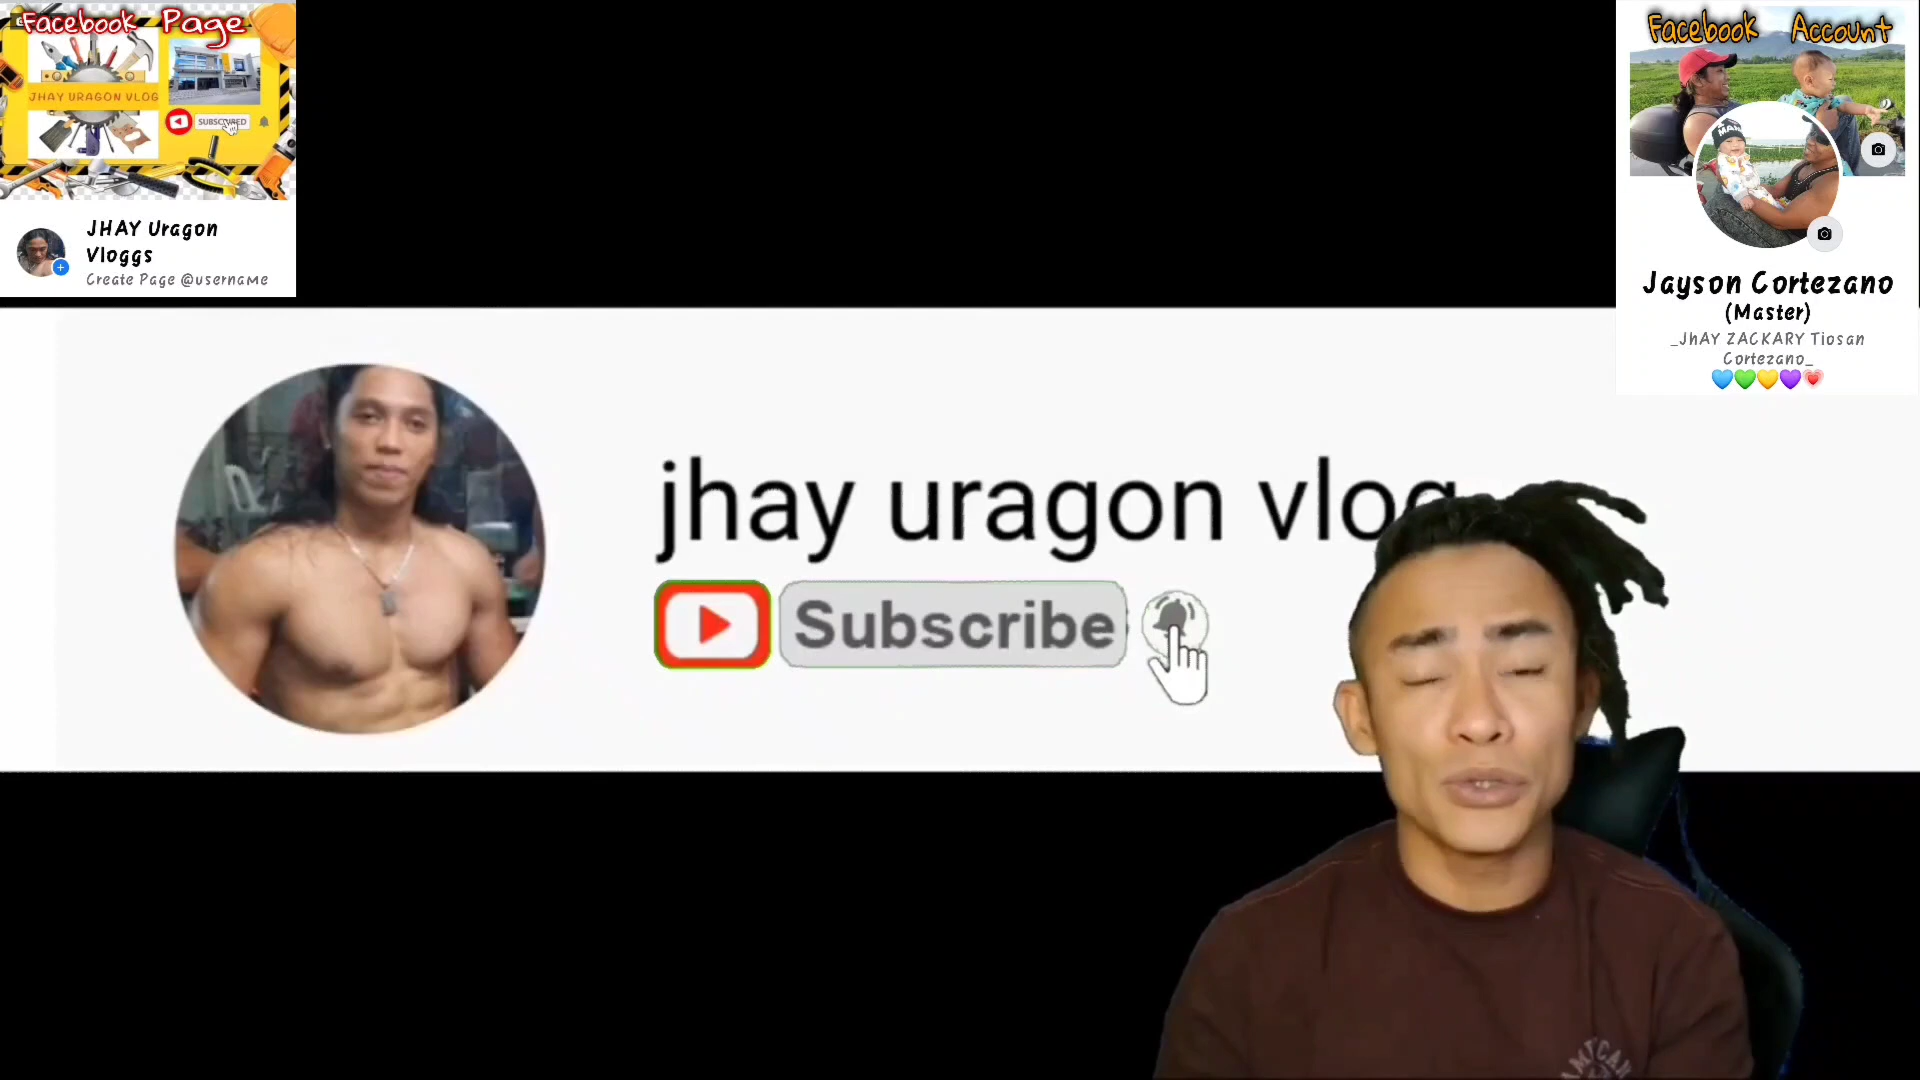 Facebook Page
JHAY URAGON VLOG
SUBSCRIBED
JHAY Uragon
Vloggs
Create Page @username
Facebook Account
Jayson Cortezano
(Master)
_JhAY ZACKARY Tiosan
Cortezano_
jhay uragon vlog
Subscribe